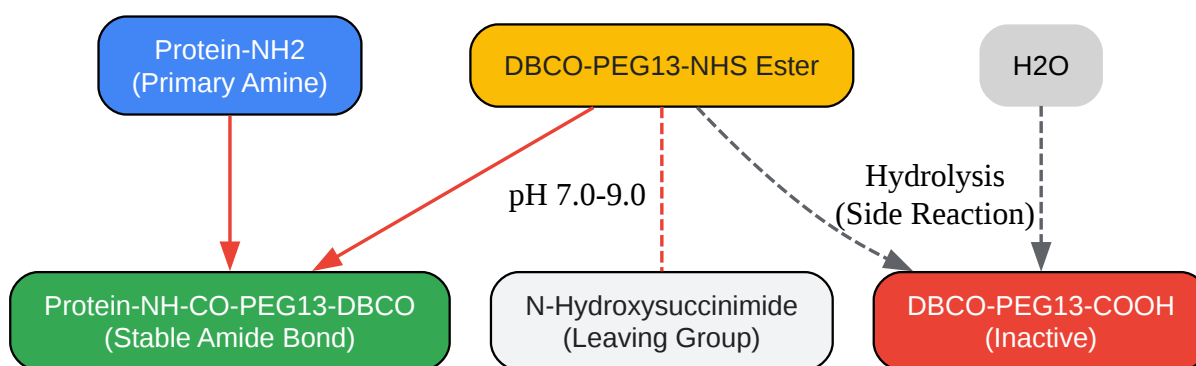 Protein-NH2
(Primary Amine)
DBCO-PEG13-NHS Ester
H2O
pH 7.0-9.0
Hydrolysis
(Side Reaction)
Protein-NH-CO-PEG13-DBCO
(Stable Amide Bond)
N-Hydroxysuccinimide
(Leaving Group)
DBCO-PEG13-COOH
(Inactive)